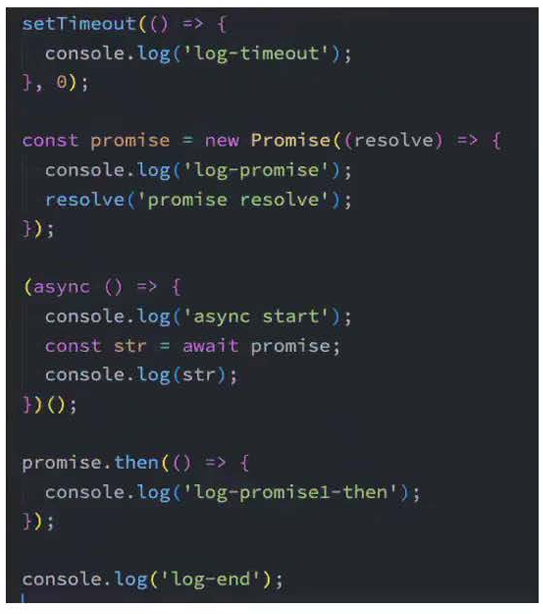 setTimeout(() => {
  console.log('log-timeout');
}, 0);

const promise = new Promise((resolve) => {
  console.log('log-promise');
  resolve('promise resolve');
});

(async () => {
  console.log('async start');
  const str = await promise;
  console.log(str);
})();

promise.then(() => {
  console.log('log-promise1-then');
});

console.log('log-end');